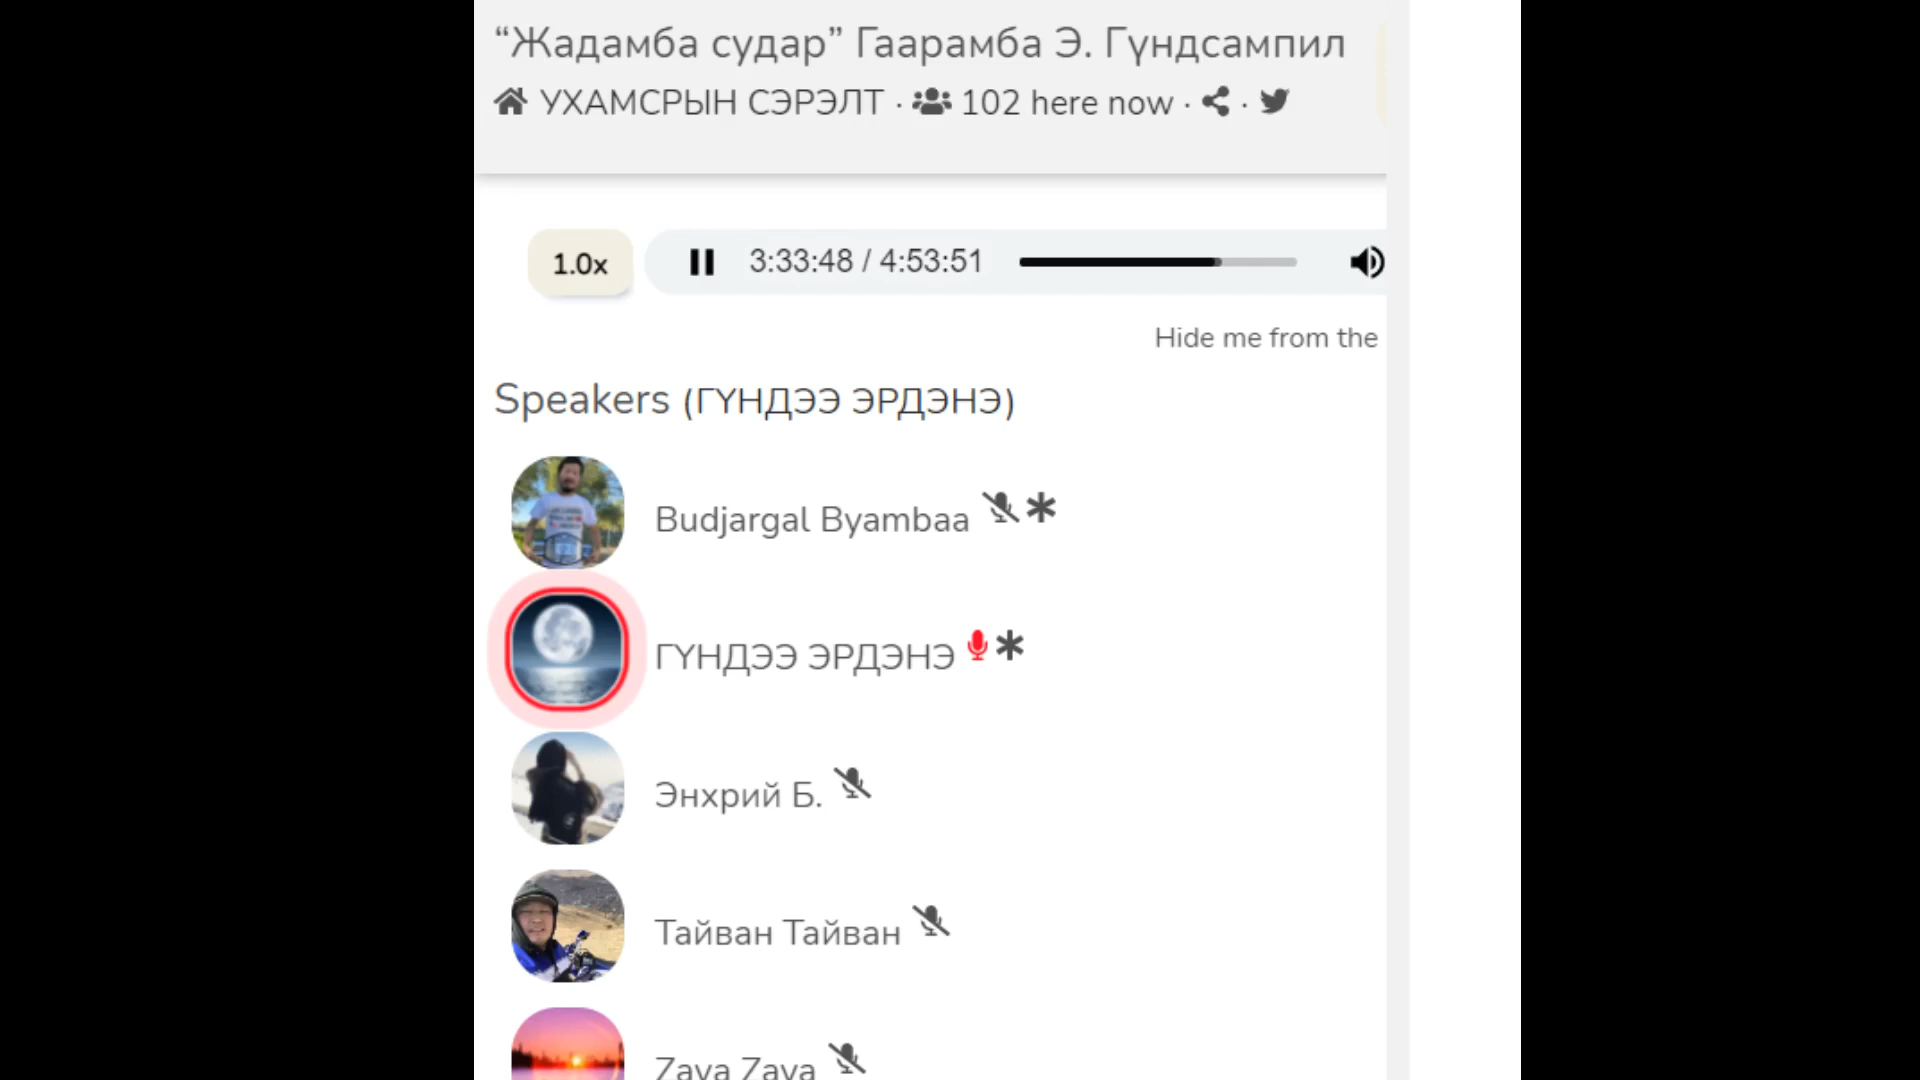 “Жадамба судар” Гаарамба Э. Гүндсампил
УХАМСРЫН СЭРЭЛТ · 102 here now · ·
1.0x 3:33:48 / 4:53:51
Hide me from the
Speakers (ГҮНДЭЭ ЭРДЭНЭ)
Budjargal Byambaa
ГҮНДЭЭ ЭРДЭНЭ
Энхрий Б.
Тайван Тайван
Zaya Zaya